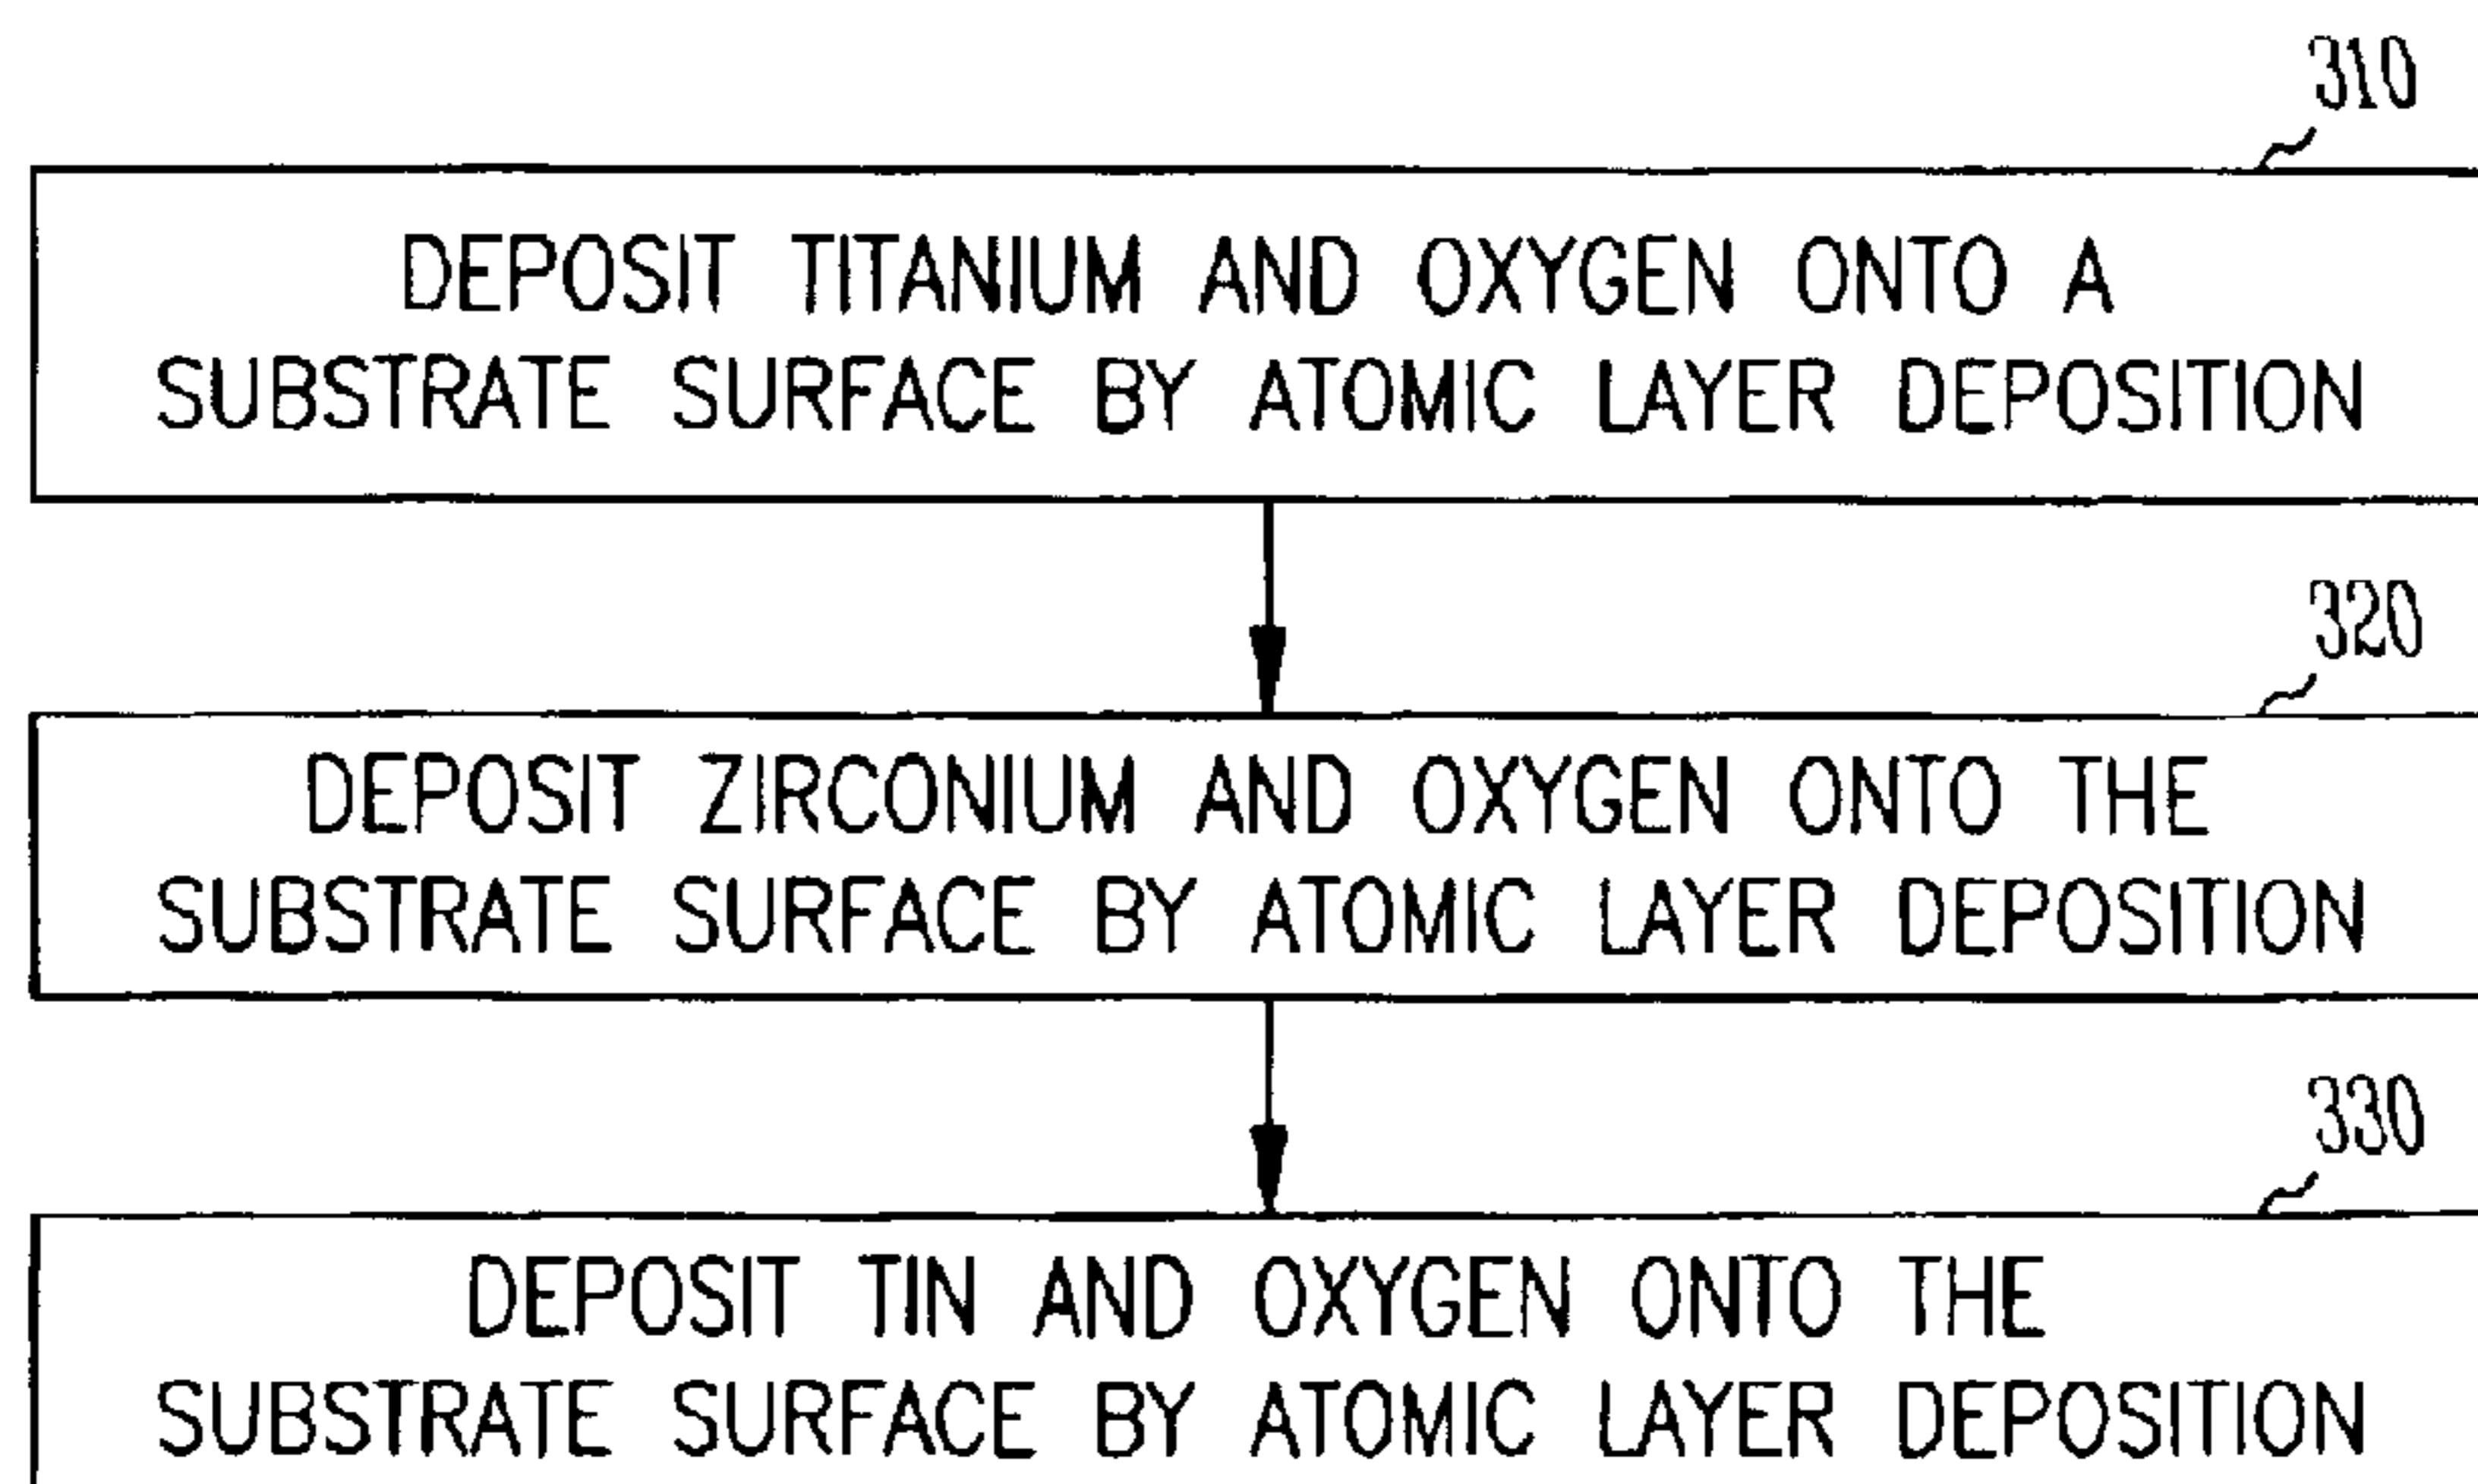 310
DEPOSIT TITANIUM AND OXYGEN ONTO A
SUBSTRATE SURFACE BY ATOMIC LAYER DEPOSITION
320
DEPOSIT ZIRCONIUM AND OXYGEN ONTO THE
SUBSTRATE SURFACE BY ATOMIC LAYER DEPOSITION
330
DEPOSIT TIN AND OXYGEN ONTO THE
SUBSTRATE SURFACE BY ATOMIC LAYER DEPOSITION